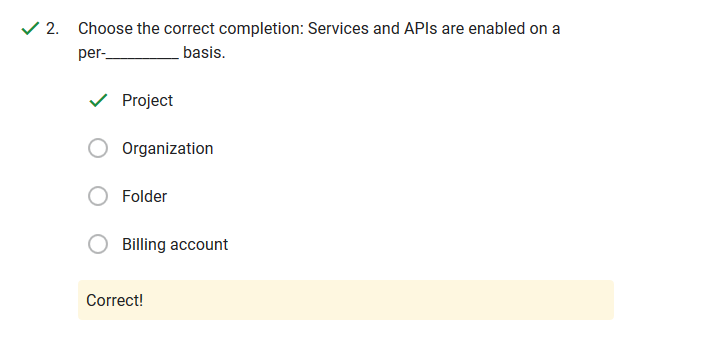 2. Choose the correct completion: Services and APIs are enabled on a
per-__________ basis.
Project
Organization
Folder
Billing account
Correct!